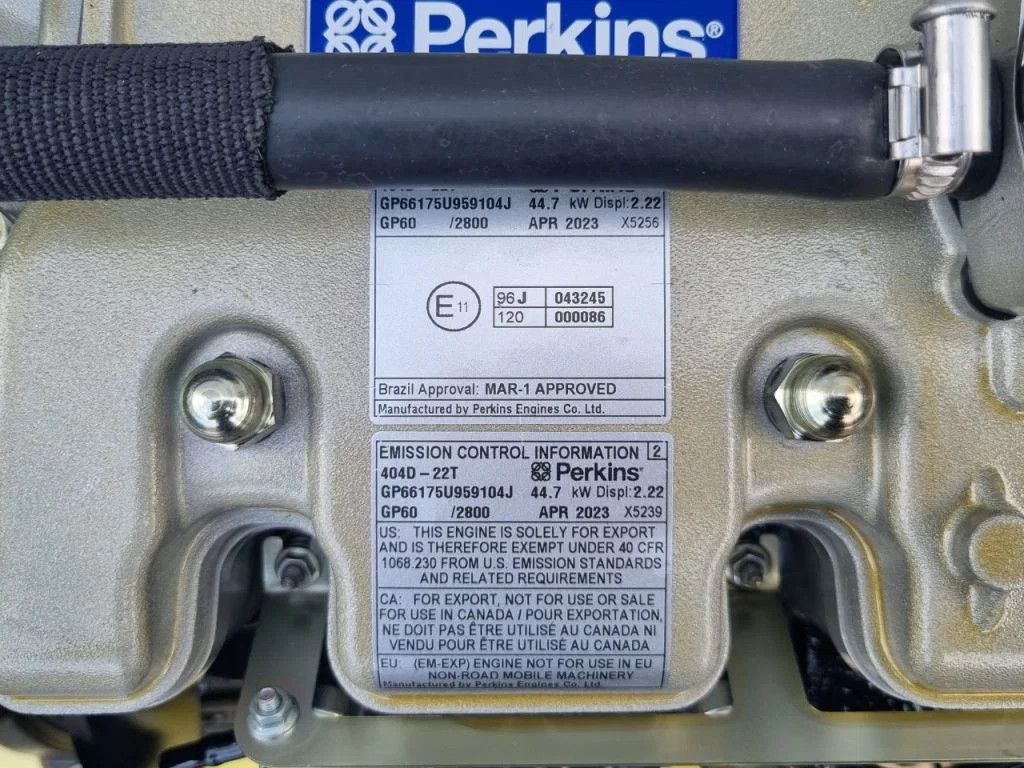 Perkins®
404D-22T Perkins
GP66175U959104J 44.7 kW Displ:2.22
GP60 /2800 APR 2023 X5256
E 11
96J 043245
120 000086
Brazil Approval: MAR-1 APPROVED
Manufactured by Perkins Engines Co. Ltd.
EMISSION CONTROL INFORMATION 2
404D-22T Perkins®
GP66175U959104J 44.7 kW Displ:2.22
GP60 /2800 APR 2023 X5239
US: THIS ENGINE IS SOLELY FOR EXPORT
AND IS THEREFORE EXEMPT UNDER 40 CFR
1068.230 FROM U.S. EMISSION STANDARDS
AND RELATED REQUIREMENTS
CA: FOR EXPORT, NOT FOR USE OR SALE
FOR USE IN CANADA / POUR EXPORTATION,
NE DOIT PAS ÊTRE UTILISÉ AU CANADA NI
VENDU POUR ÊTRE UTILISÉ AU CANADA
EU: (EM-EXP) ENGINE NOT FOR USE IN EU
NON-ROAD MOBILE MACHINERY
Manufactured by Perkins Engines Co. Ltd.